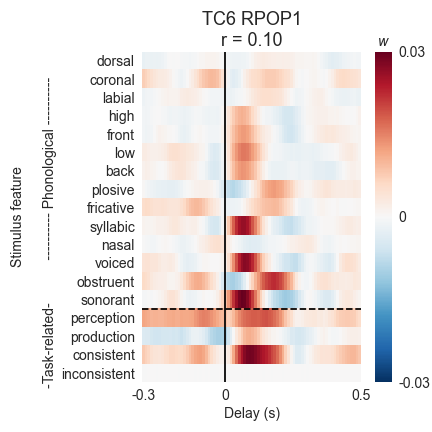 TC6 RPOP1
r = 0.10
w
dorsal
coronal
labial
high
front
low
back
plosive
fricative
syllabic
nasal
voiced
obstruent
sonorant
perception
production
consistent
inconsistent
Stimulus feature
---------- Phonological ----------
-Task-related-
0.03
0
-0.03
-0.3
0
0.5
Delay (s)